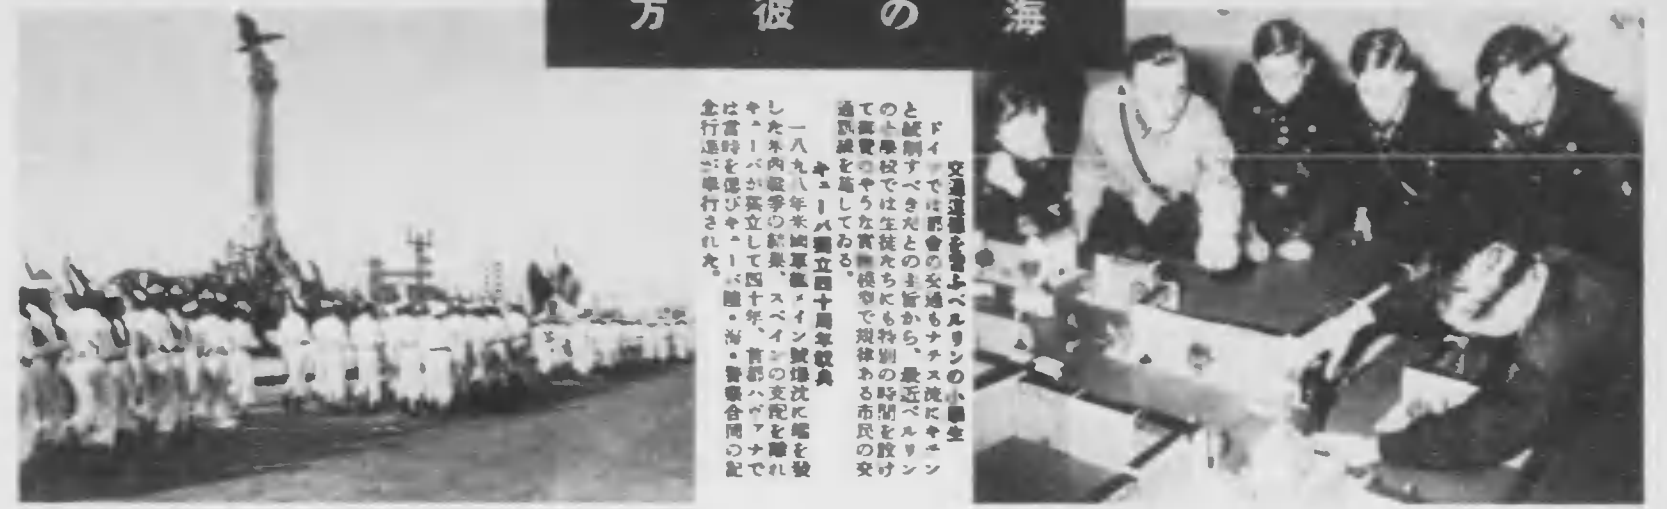 海の彼方
交通道徳を習ふベルリンの小學生
ドイツでは都會の交通もナチス流にキチン
と統制すべきだとの主旨から、最近ベルリン
の小學校では生徒たちにも特別の時間を設け
て寫眞のやうな實物模型で規律ある市民の交
通訓練を施してゐる。
キューバ獨立四十周年祝典
一八九八年米國軍艦メイン號爆沈に端を發
した米西戰爭の結果、スペインの支配を離れ
キューバが獨立して四十年、首都ハヴァナで
は當時を偲びキューバ陸・海・警察合同の記
念行進が擧行された。